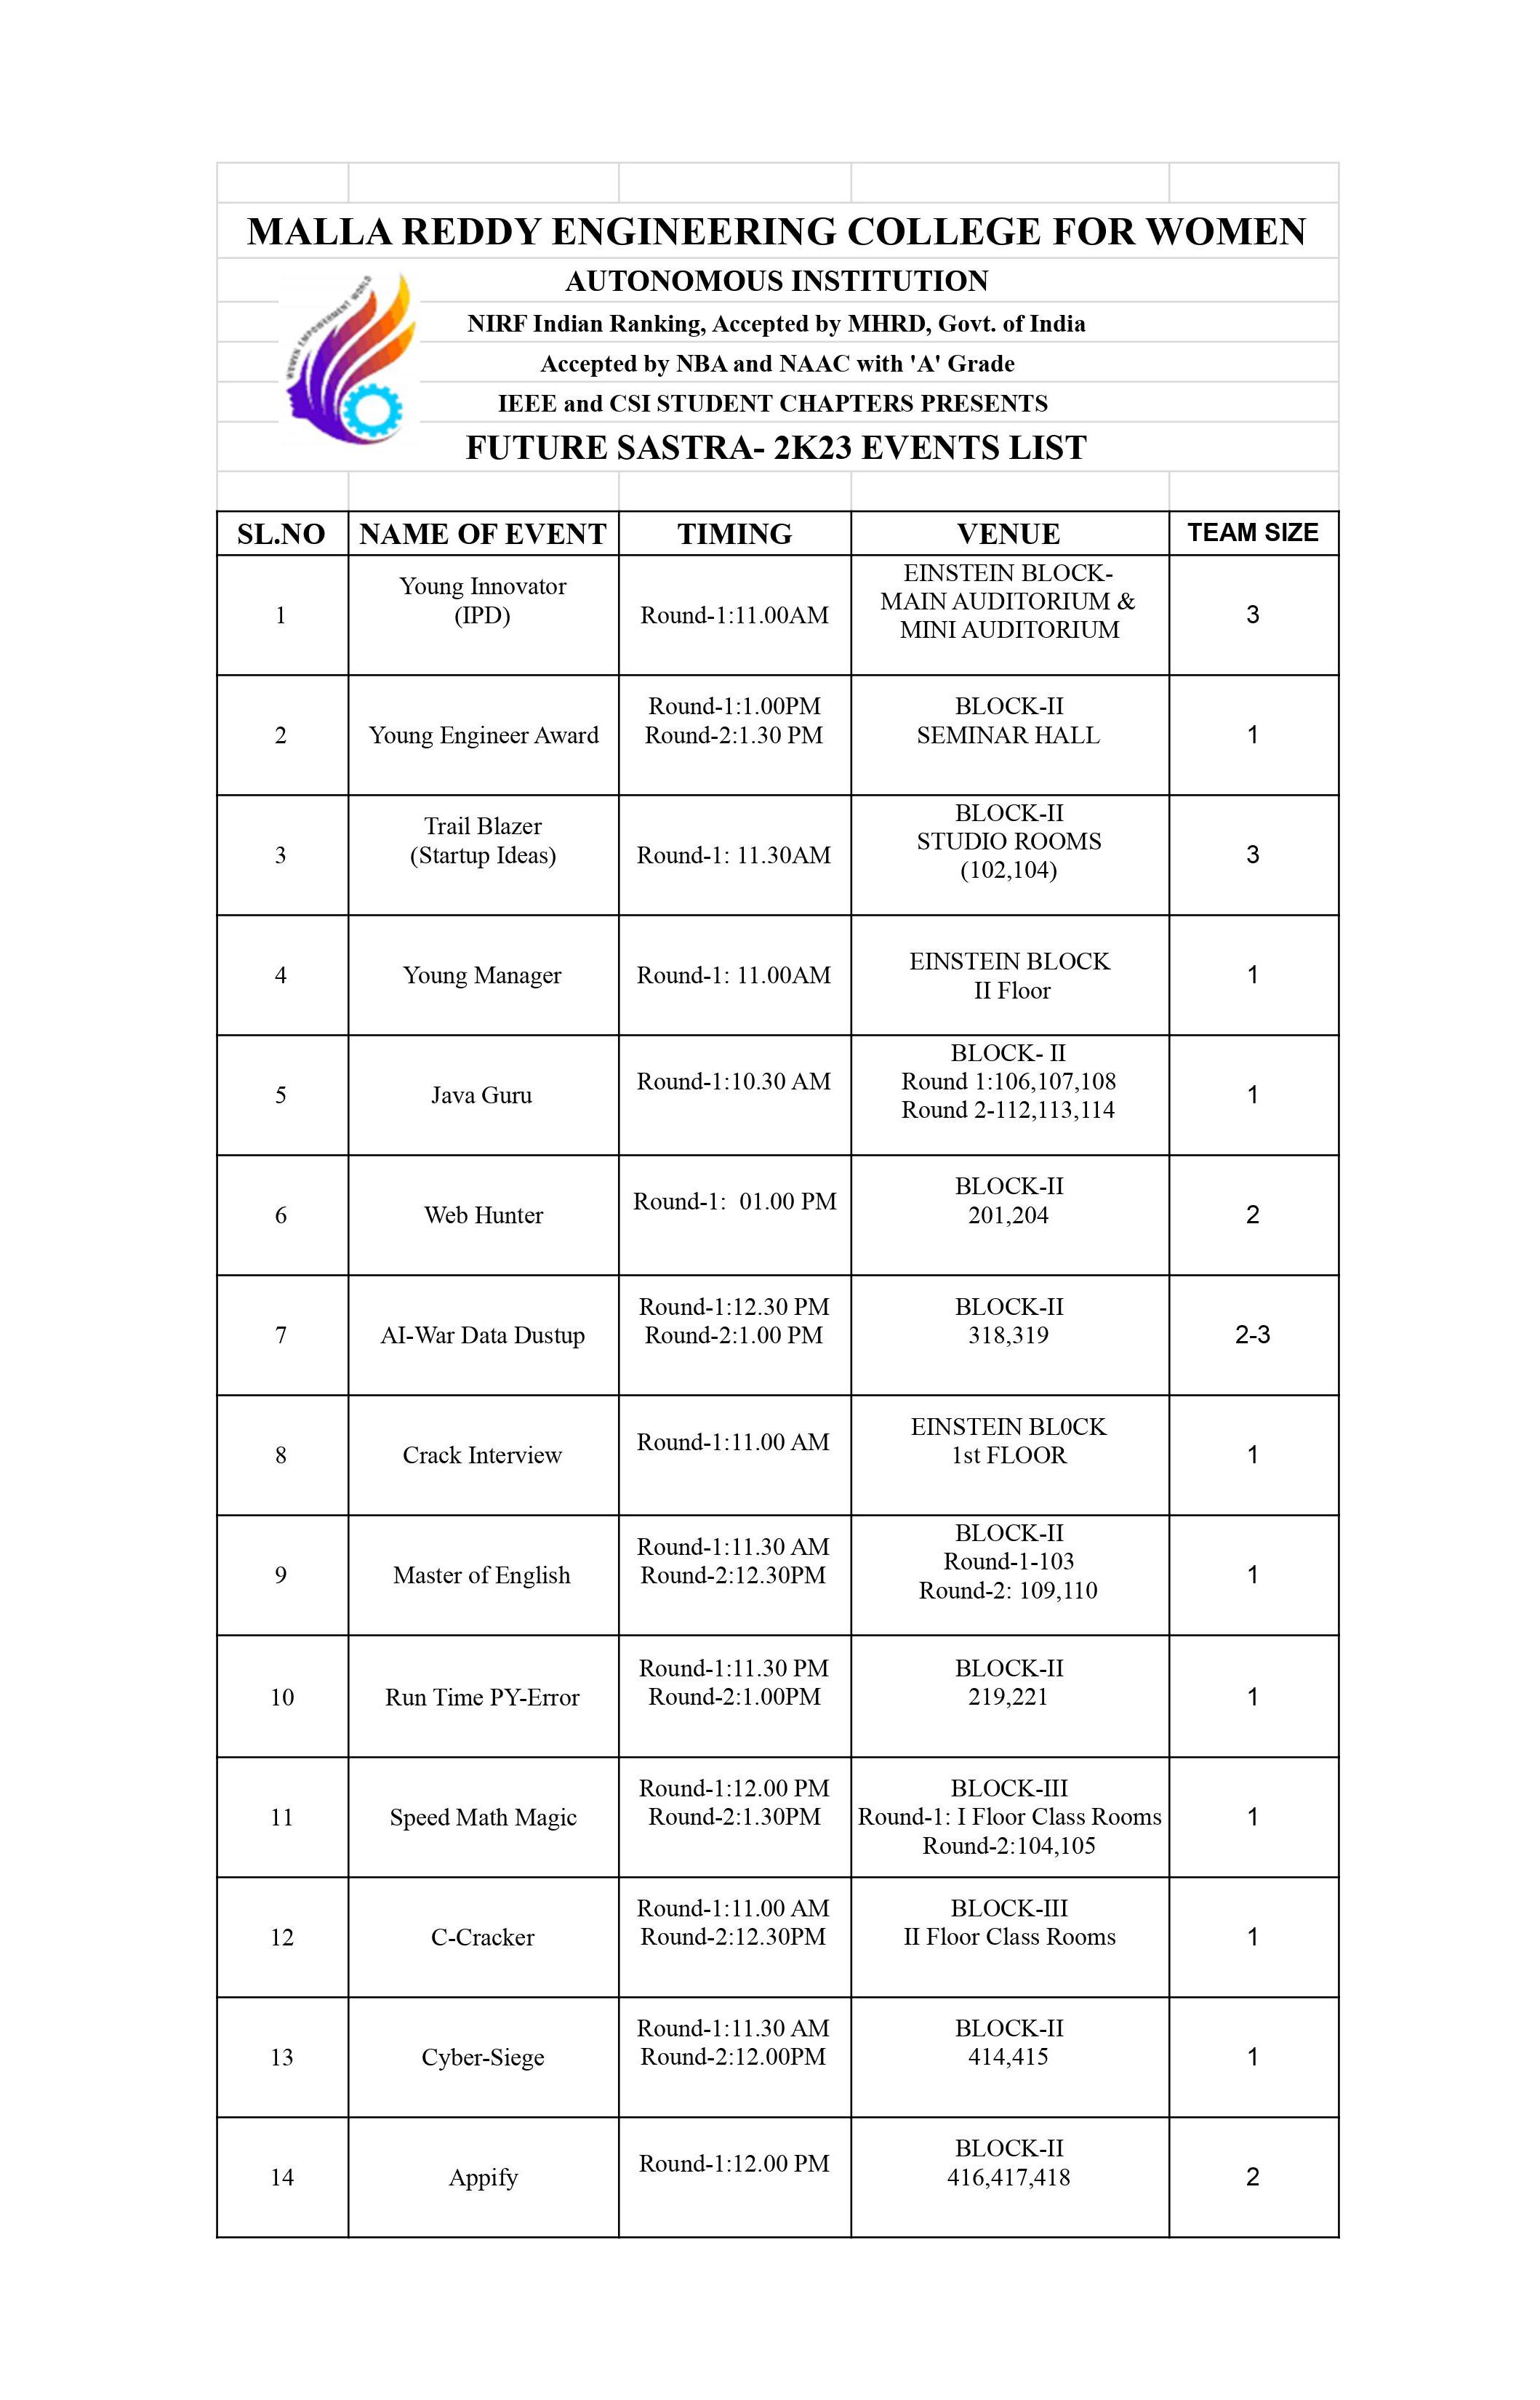 MALLA REDDY ENGINEERING COLLEGE FOR WOMEN
AUTONOMOUS INSTITUTION
NIRF Indian Ranking, Accepted by MHRD, Govt. of India
Accepted by NBA and NAAC with 'A' Grade
IEEE and CSI STUDENT CHAPTERS PRESENTS
FUTURE SASTRA- 2K23 EVENTS LIST
WOMEN EMPOWERMENT WORLD
SL.NO NAME OF EVENT TIMING VENUE TEAM SIZE
1
Young Innovator
(IPD)
Round-1:11.00AM
EINSTEIN BLOCK-
MAIN AUDITORIUM &
MINI AUDITORIUM
3
2
Young Engineer Award
Round-1:1.00PM
Round-2:1.30 PM
BLOCK-II
SEMINAR HALL
1
3
Trail Blazer
(Startup Ideas)
Round-1: 11.30AM
BLOCK-II
STUDIO ROOMS
(102,104)
3
4
Young Manager
Round-1: 11.00AM
EINSTEIN BLOCK
II Floor
1
5
Java Guru
Round-1:10.30 AM
BLOCK- II
Round 1:106,107,108
Round 2-112,113,114
1
6
Web Hunter
Round-1:  01.00 PM
BLOCK-II
201,204
2
7
AI-War Data Dustup
Round-1:12.30 PM
Round-2:1.00 PM
BLOCK-II
318,319
2-3
8
Crack Interview
Round-1:11.00 AM
EINSTEIN BL0CK
1st FLOOR
1
9
Master of English
Round-1:11.30 AM
Round-2:12.30PM
BLOCK-II
Round-1-103
Round-2: 109,110
1
10
Run Time PY-Error
Round-1:11.30 PM
Round-2:1.00PM
BLOCK-II
219,221
1
11
Speed Math Magic
Round-1:12.00 PM
Round-2:1.30PM
BLOCK-III
Round-1: I Floor Class Rooms
Round-2:104,105
1
12
C-Cracker
Round-1:11.00 AM
Round-2:12.30PM
BLOCK-III
II Floor Class Rooms
1
13
Cyber-Siege
Round-1:11.30 AM
Round-2:12.00PM
BLOCK-II
414,415
1
14
Appify
Round-1:12.00 PM
BLOCK-II
416,417,418
2